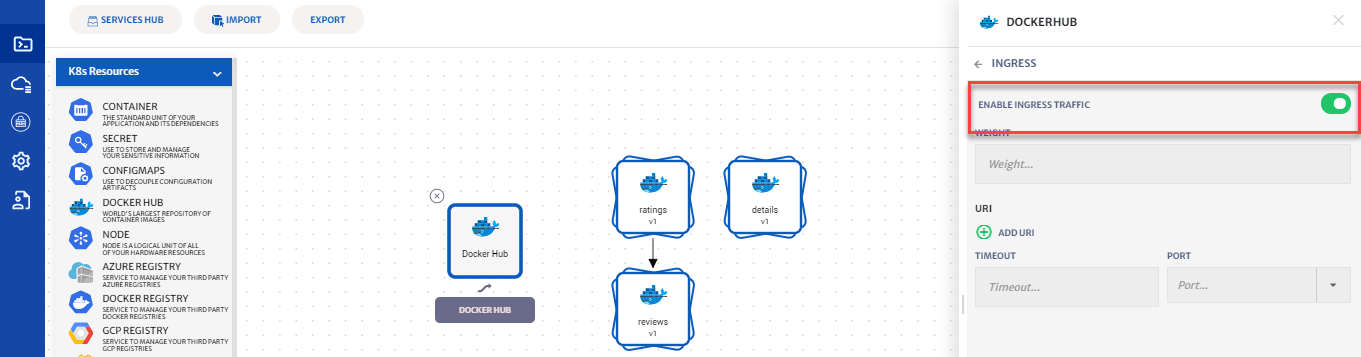 SERVICES HUB
IMPORT
EXPORT
K8s Resources
CONTAINER
THE STANDARD UNIT OF YOUR
APPLICATION AND ITS DEPENDENCIES
SECRET
USE TO STORE AND MANAGE
YOUR SENSITIVE INFORMATION
CONFIGMAPS
USE TO DECOUPLE CONFIGURATION
ARTIFACTS
DOCKER HUB
WORLD'S LARGEST REPOSITORY OF
CONTAINER IMAGES
NODE
NODE IS A LOGICAL UNIT OF ALL
OF YOUR HARDWARE RESOURCES
AZURE REGISTRY
SERVICE TO MANAGE YOUR THIRD PARTY
AZURE REGISTRIES
DOCKER REGISTRY
SERVICE TO MANAGE YOUR THIRD PARTY
DOCKER REGISTRIES
GCP REGISTRY
SERVICE TO MANAGE YOUR THIRD PARTY
GCP REGISTRIES
Docker Hub
DOCKER HUB
ratings
v1
details
v1
reviews
v1
DOCKERHUB
INGRESS
ENABLE INGRESS TRAFFIC
WEIGHT
Weight...
URI
ADD URI
TIMEOUT
PORT
Timeout...
Port...